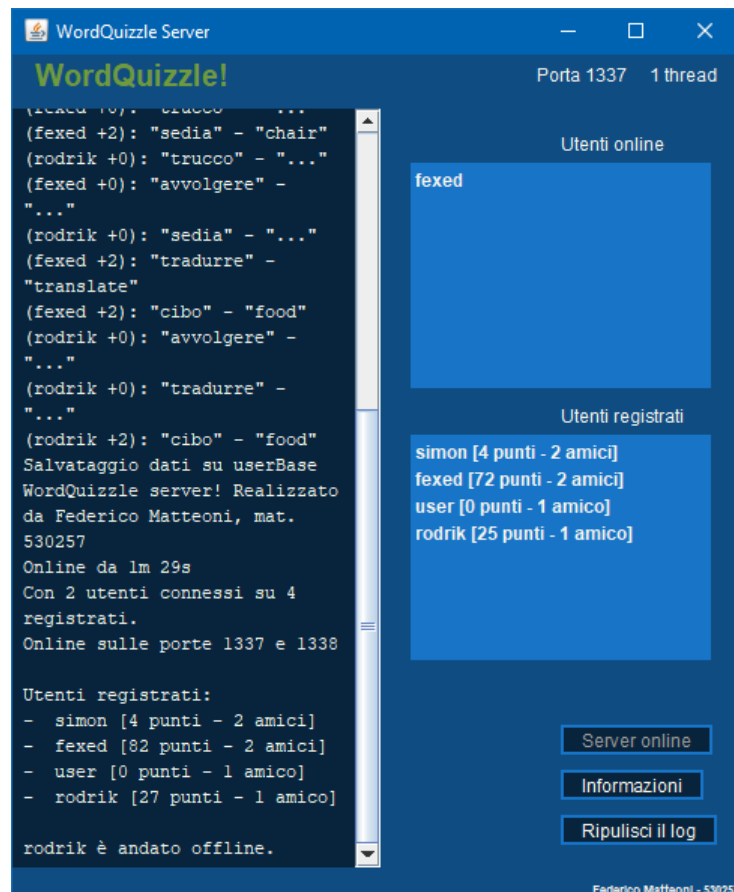 WordQuizzle Server
WordQuizzle!
Porta 1337 1 thread
(fexed +2): "sedia" - "chair"
(rodrik +0): "trucco" - "..."
(fexed +0): "avvolgere" -
"..."
(rodrik +0): "sedia" - "..."
(fexed +2): "tradurre" -
"translate"
(fexed +2): "cibo" - "food"
(rodrik +0): "avvolgere" -
"..."
(rodrik +0): "tradurre" -
"..."
(rodrik +2): "cibo" - "food"
Salvataggio dati su userBase
WordQuizzle server! Realizzato
da Federico Matteoni, mat.
530257
Online da 1m 29s
Con 2 utenti connessi su 4
registrati.
Online sulle porte 1337 e 1338
Utenti registrati:
- simon [4 punti - 2 amici]
- fexed [82 punti - 2 amici]
- user [0 punti - 1 amico]
- rodrik [27 punti - 1 amico]
rodrik è andato offline.
Utenti online
fexed
Utenti registrati
simon [4 punti - 2 amici]
fexed [72 punti - 2 amici]
user [0 punti - 1 amico]
rodrik [25 punti - 1 amico]
Server online
Informazioni
Ripulisci il log
Federico Matteoni - 53025